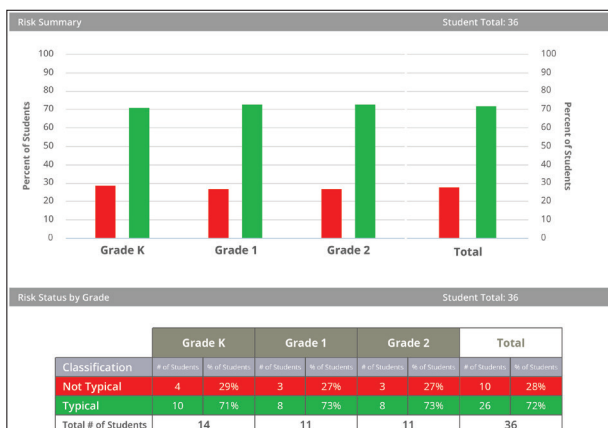 Risk Summary Student Total: 36
100 100
90 90
80 80
70 70
60 60
50 50
40 40
30 30
20 20
10 10
0 0
Percent of Students
Percent of Students
Grade K Grade 1 Grade 2 Total
Risk Status by Grade Student Total: 36
Grade K Grade 1 Grade 2 Total
Classification # of Students % of Students # of Students % of Students # of Students % of Students # of Students % of Students
Not Typical 4 29% 3 27% 3 27% 10 28%
Typical 10 71% 8 73% 8 73% 26 72%
Total # of Students 14 11 11 36